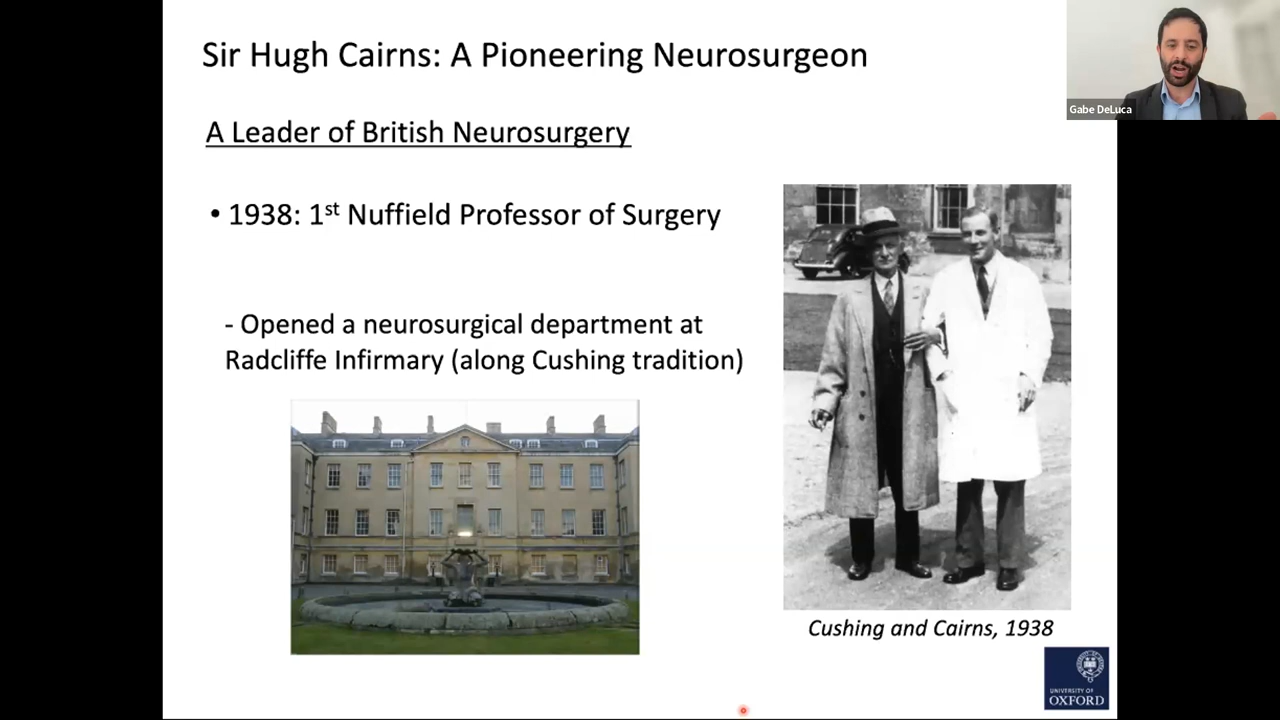 Sir Hugh Cairns: A Pioneering Neurosurgeon
Gabe DeLuca
A Leader of British Neurosurgery
• 1938: 1st Nuffield Professor of Surgery
- Opened a neurosurgical department at
Radcliffe Infirmary (along Cushing tradition)
Cushing and Cairns, 1938
UNIVERSITY OF
OXFORD